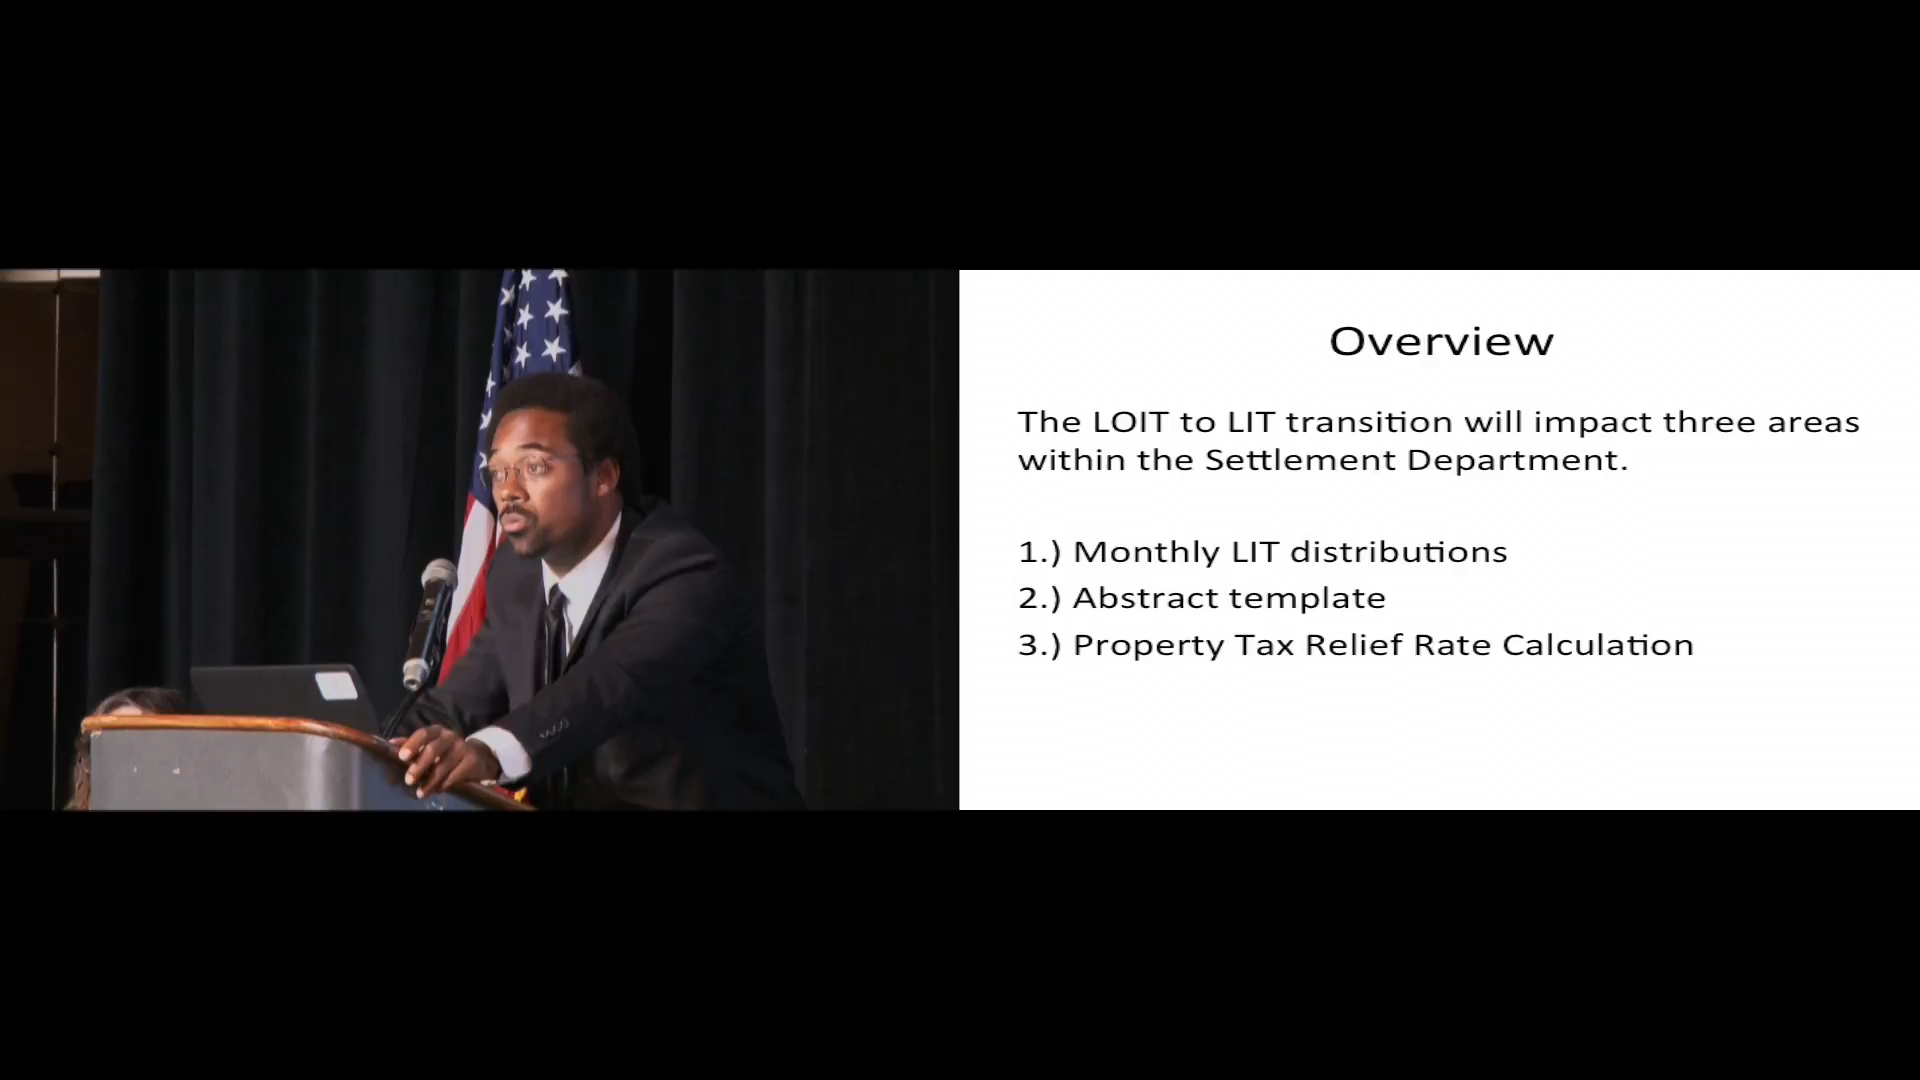 Overview
The LOIT to LIT transition will impact three areas
within the Settlement Department.
1.) Monthly LIT distributions
2.) Abstract template
3.) Property Tax Relief Rate Calculation